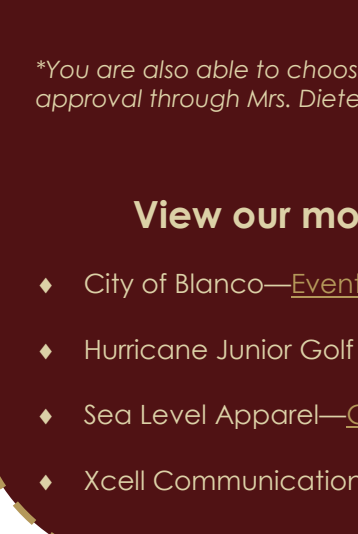 *You are also able to choos
approval through Mrs. Diete
View our mo
♦ City of Blanco—Event
♦ Hurricane Junior Golf
♦ Sea Level Apparel—
♦ Xcell Communication